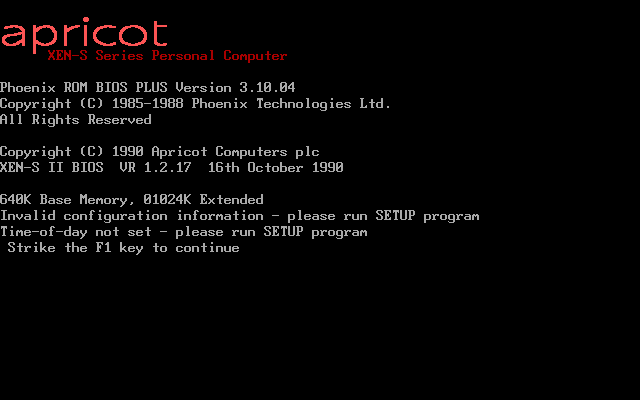 apricot
XEN-S Series Personal Computer
Phoenix ROM BIOS PLUS Version 3.10.04
Copyright (C) 1985-1988 Phoenix Technologies Ltd.
All Rights Reserved
Copyright (C) 1990 Apricot Computers plc
XEN-S II BIOS  VR 1.2.17  16th October 1990
640K Base Memory, 01024K Extended
Invalid configuration information - please run SETUP program
Time-of-day not set - please run SETUP program
Strike the F1 key to continue